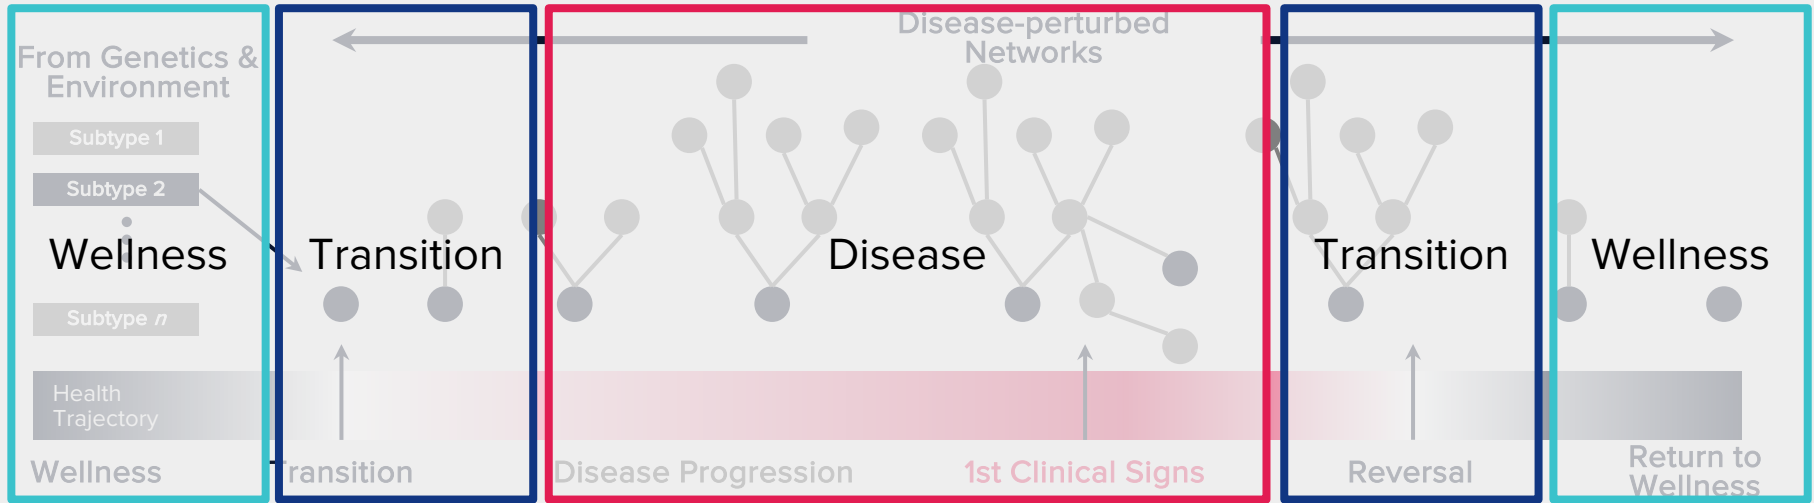 Disease-perturbed
Networks
From Genetics &
Environment
Subtype 1
Subtype 2
Subtype n
Wellness
Transition
Disease
Transition
Wellness
Health
Trajectory
Wellness
Transition
Disease Progression
1st Clinical Signs
Reversal
Return to
Wellness